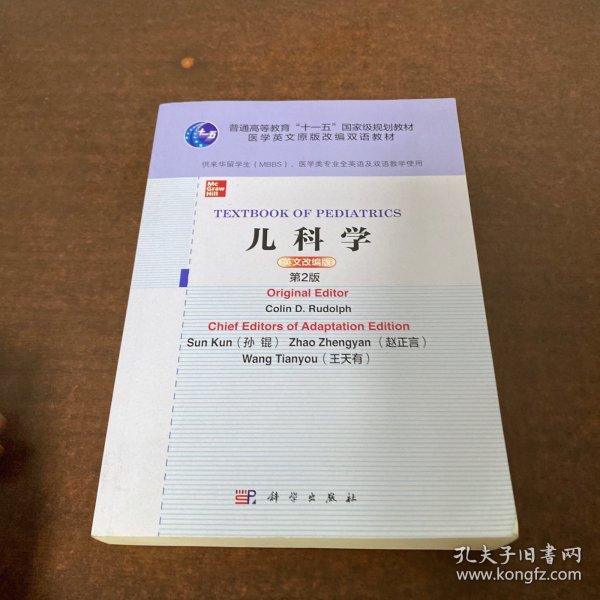 十一五
普通高等教育“十一五”国家级规划教材
医学英文原版改编双语教材
供来华留学生（MBBS）、医学类专业全英语及双语教学使用
Mc
Graw
Hill
TEXTBOOK OF PEDIATRICS
儿科学
英文改编版
第2版
Original Editor
Colin D. Rudolph
Chief Editors of Adaptation Edition
Sun Kun（孙 锟） Zhao Zhengyan （赵正言）
Wang Tianyou（王天有）
SP 科学出版社
孔夫子旧书网
www.kongfz.com